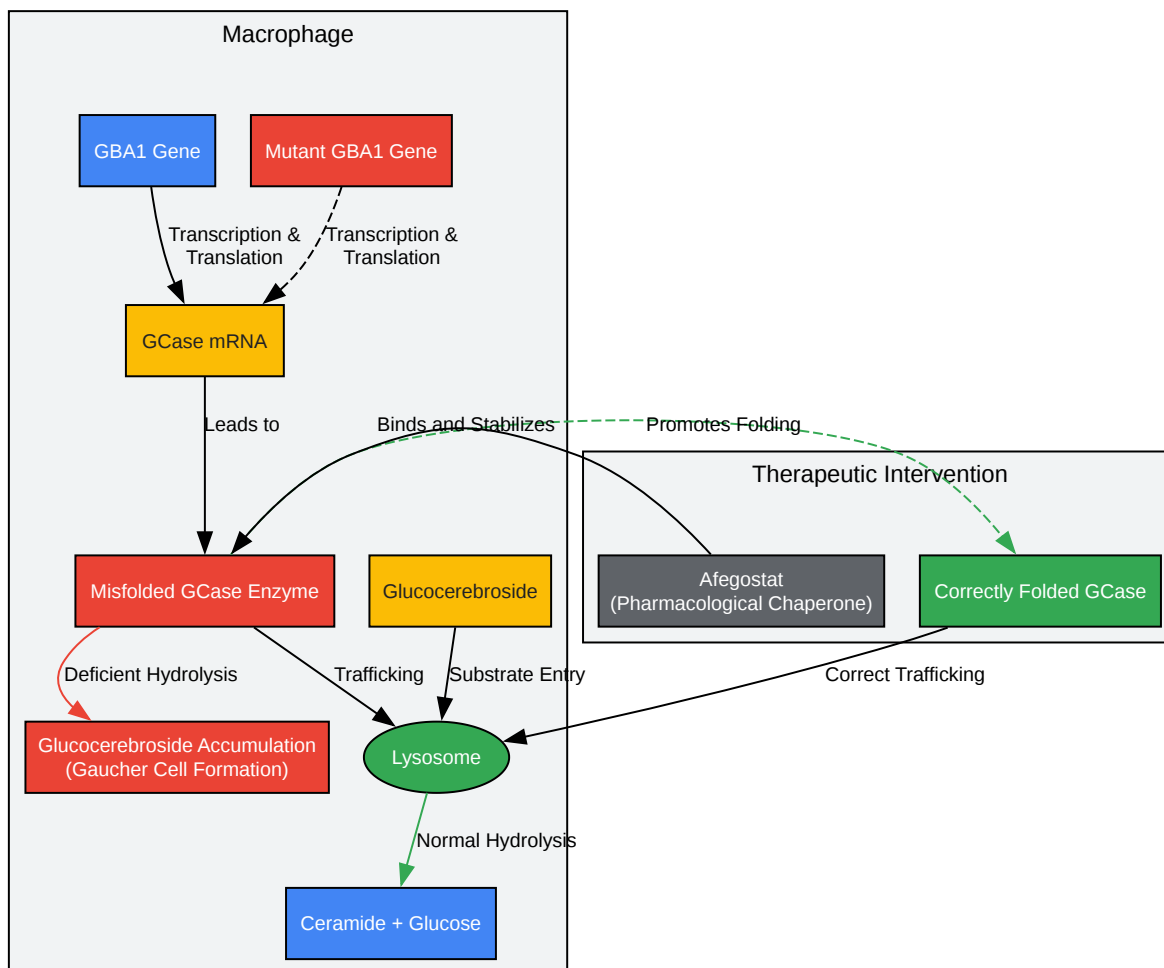 Macrophage
GBA1 Gene
Mutant GBA1 Gene
Transcription &
Translation
Transcription &
Translation
GCase mRNA
Leads to
Binds and Stabilizes
Promotes Folding
Therapeutic Intervention
Misfolded GCase Enzyme
Glucocerebroside
Afegostat
(Pharmacological Chaperone)
Correctly Folded GCase
Deficient Hydrolysis
Trafficking
Substrate Entry
Correct Trafficking
Glucocerebroside Accumulation
(Gaucher Cell Formation)
Lysosome
Normal Hydrolysis
Ceramide + Glucose